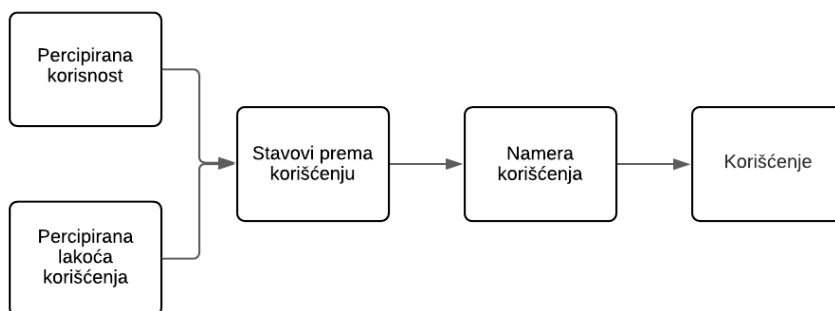 Percipirana
korisnost
Percipirana
lakoća
korišćenja
Stavovi prema
korišćenju
Namera
korišćenja
Korišćenje